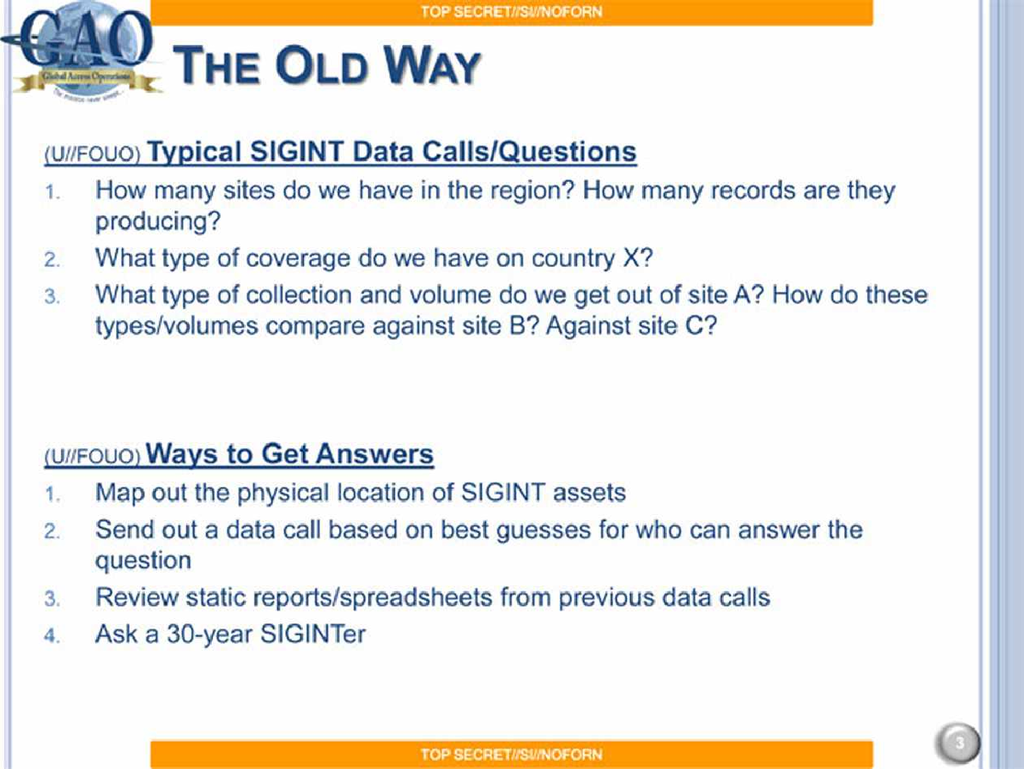 TOP SECRET//SI//NOFORN
GAO
Global Access Operations
The mission never sleeps...
THE OLD WAY
(U//FOUO) Typical SIGINT Data Calls/Questions
1. How many sites do we have in the region? How many records are they
producing?
2. What type of coverage do we have on country X?
3. What type of collection and volume do we get out of site A? How do these
types/volumes compare against site B? Against site C?
(U//FOUO) Ways to Get Answers
1. Map out the physical location of SIGINT assets
2. Send out a data call based on best guesses for who can answer the
question
3. Review static reports/spreadsheets from previous data calls
4. Ask a 30-year SIGINTer
TOP SECRET//SI//NOFORN
3